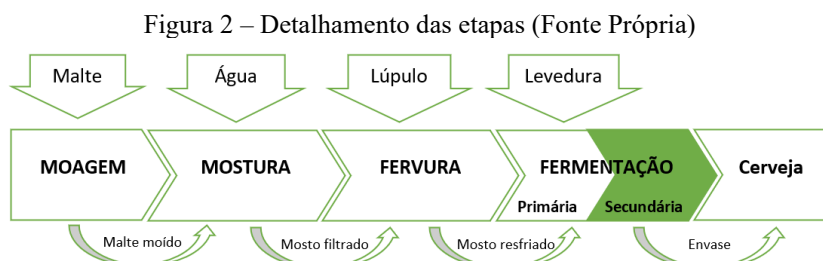 Figura 2 – Detalhamento das etapas (Fonte Própria)
Malte
Água
Lúpulo
Levedura
MOAGEM
MOSTURA
FERVURA
FERMENTAÇÃO
Cerveja
Primária
Secundária
Malte moído
Mosto filtrado
Mosto resfriado
Envase